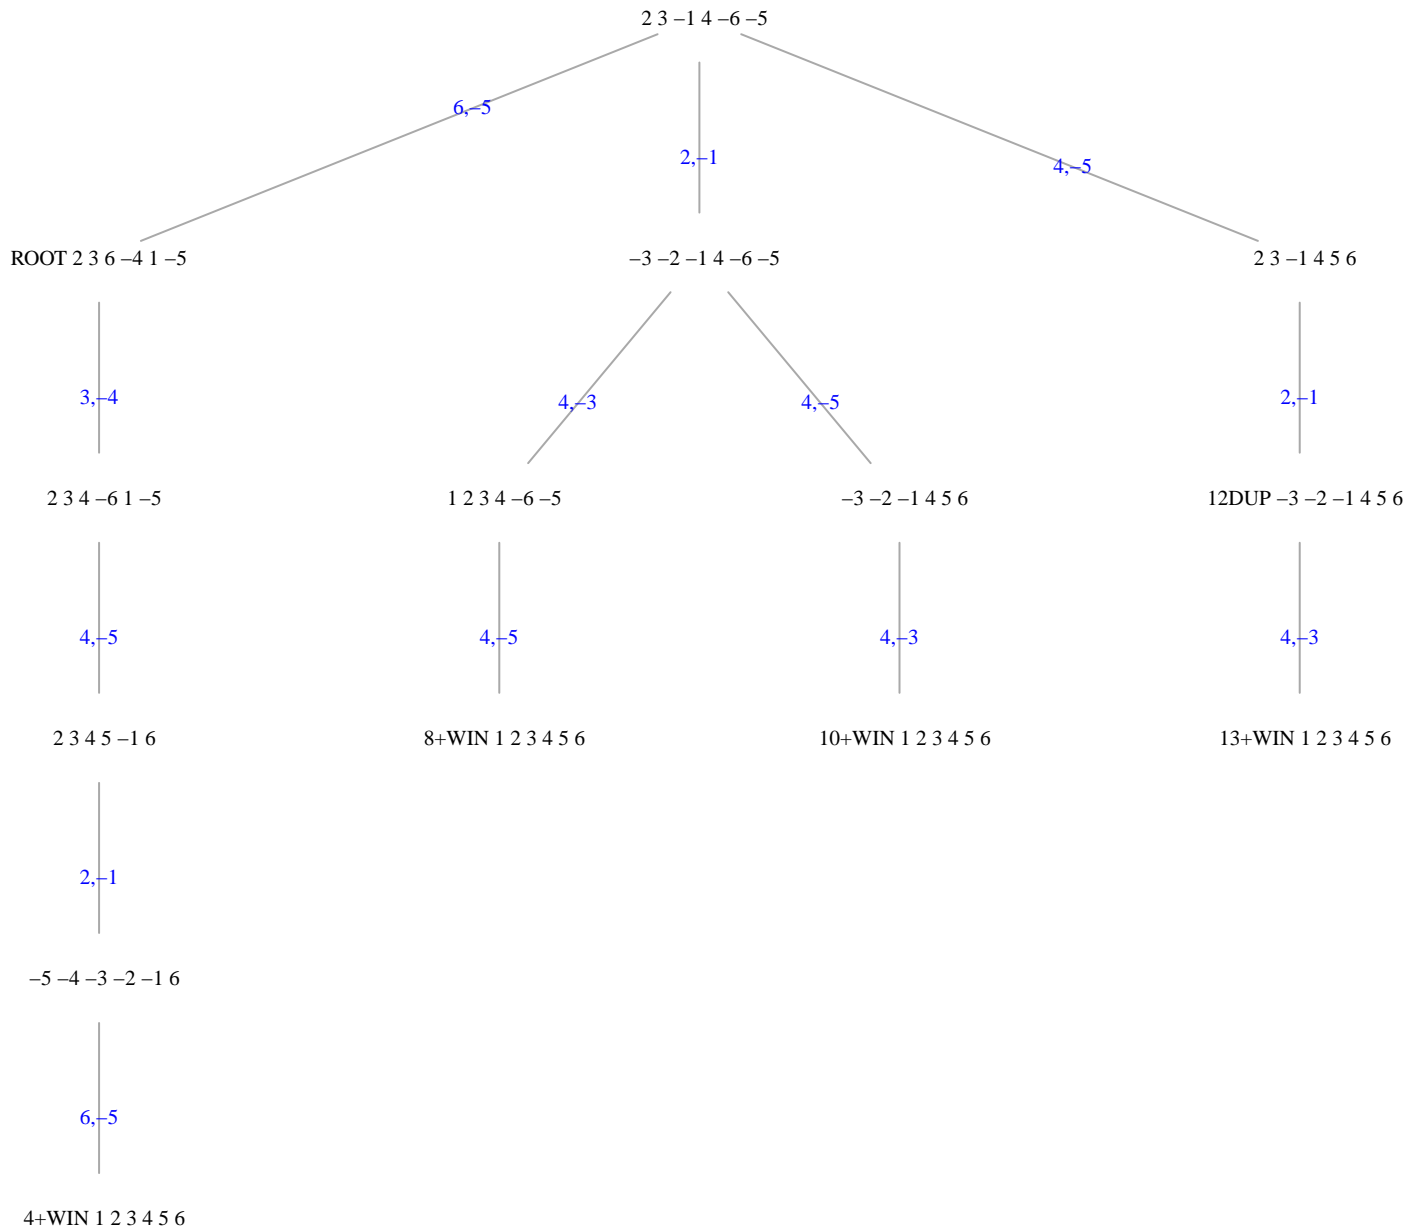 2 3 −1 4 −6 −5
6,−5
2,−1
4,−5
ROOT 2 3 6 −4 1 −5
−3 −2 −1 4 −6 −5
2 3 −1 4 5 6
3,−4
4,−3
4,−5
2,−1
2 3 4 −6 1 −5
1 2 3 4 −6 −5
−3 −2 −1 4 5 6
12DUP −3 −2 −1 4 5 6
4,−5
4,−5
4,−3
4,−3
2 3 4 5 −1 6
8+WIN 1 2 3 4 5 6
10+WIN 1 2 3 4 5 6
13+WIN 1 2 3 4 5 6
2,−1
−5 −4 −3 −2 −1 6
6,−5
4+WIN 1 2 3 4 5 6